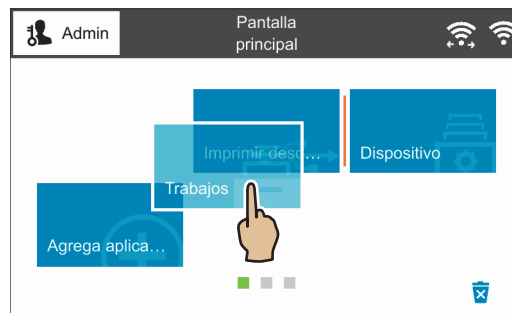 Admin
Pantalla
principal
Imprimir desd...
Dispositivo
Trabajos
Agrega aplica...